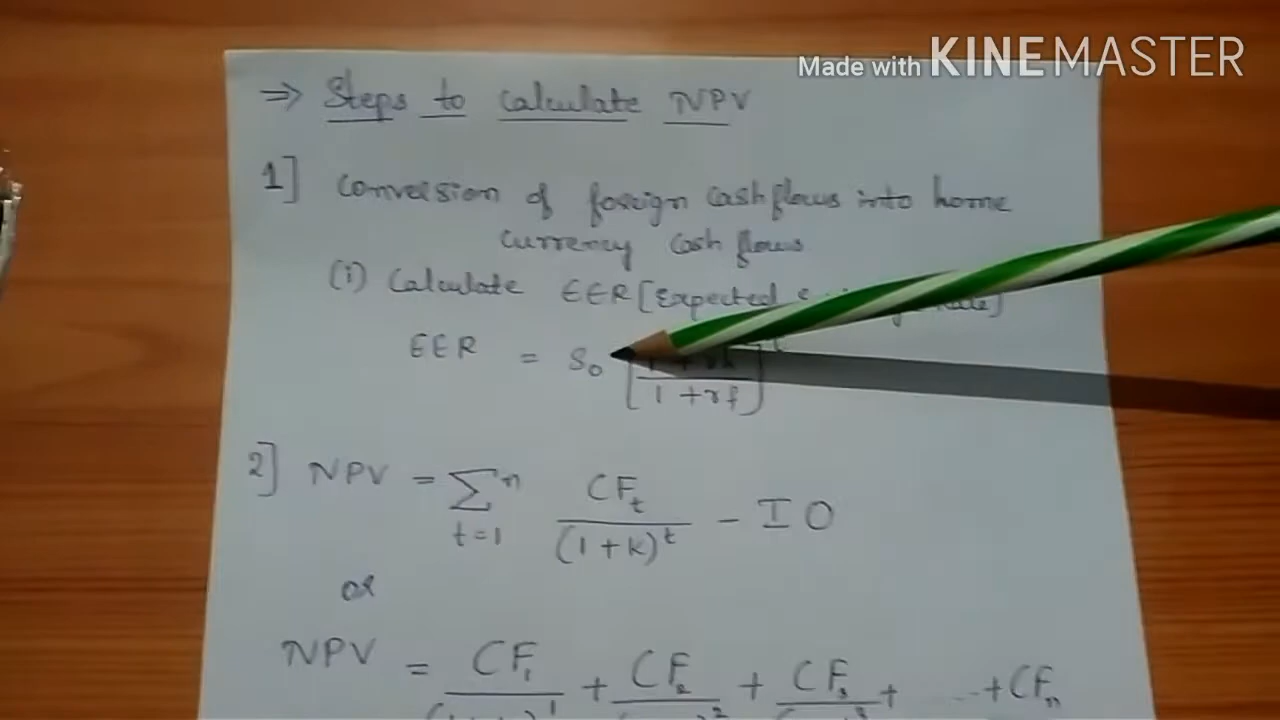 Made with KINEMASTER
⇒ Steps to calculate NPV
1] Conversion of foreign cashflows into home
currency cash flows
(i) Calculate EER [Expected
EER = S₀ [ / 1 + rf ]
2] NPV = Σⁿ t=1 CFt / (1 + k)^t - IO
or
NPV = CF₁ + CF₂ + CF₃ + ... + CFn